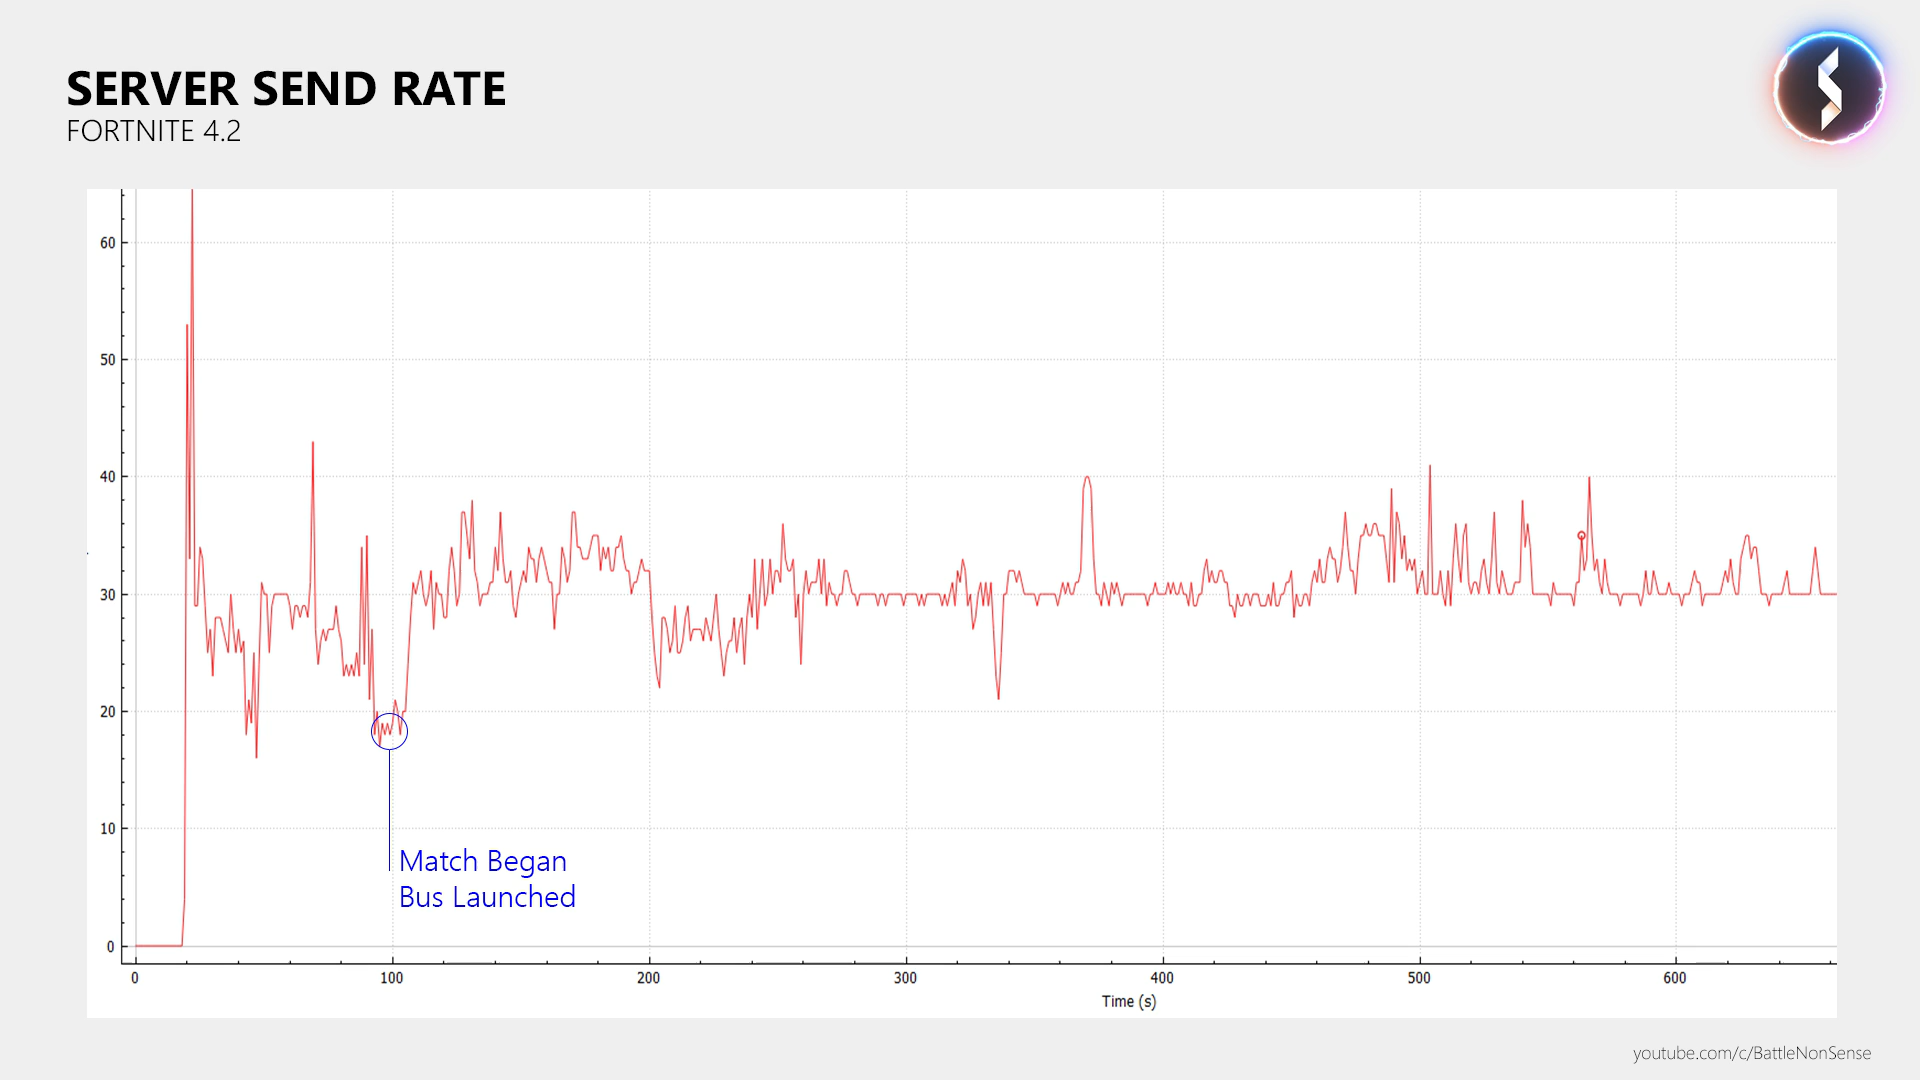 SERVER SEND RATE
FORTNITE 4.2
60
50
40
30
20
10
0
Match Began
Bus Launched
0 100 200 300 400 500 600
Time (s)
youtube.com/c/BattleNonSense